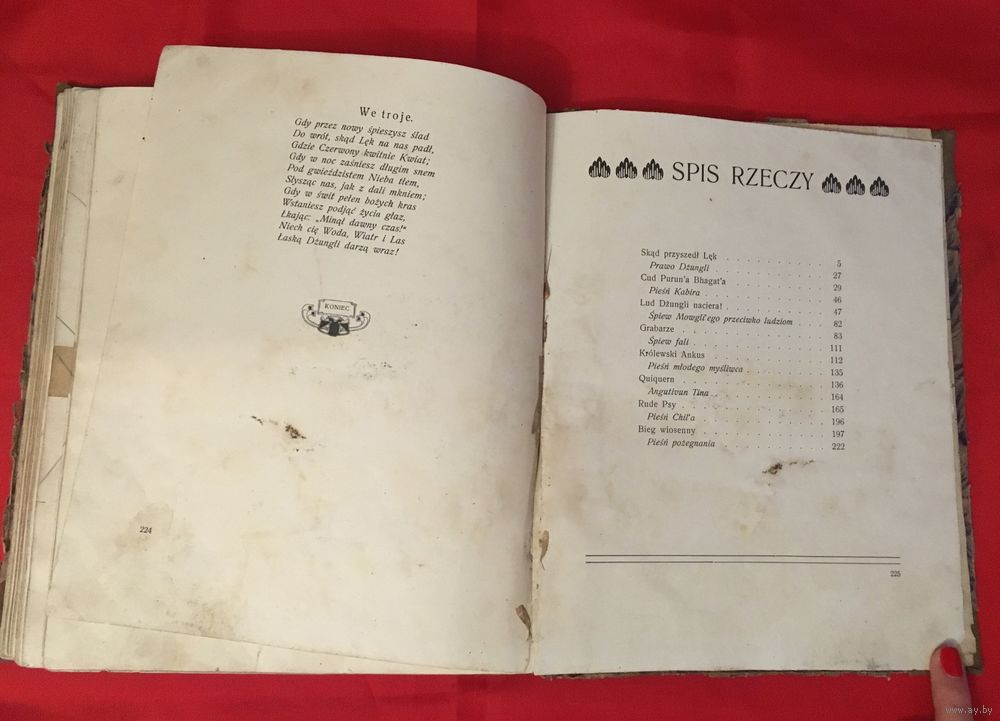 We troje.
Gdy przez nowy śpieszysz ślad
Do wrót, skąd Lęk na nas padł,
Gdzie Czerwony kwitnie Kwiat;
Gdy w noc zaśniesz długim snem
Pod gwieździstem Nieba tłem,
Słysząc nas, jak z dali mkniem;
Gdy w świt pełen bożych kras
Wstaniesz podjąć życia głaz,
Łkając: „Minął dawny czas!“
Niech cię Woda, Wiatr i Las
Łaską Dżungli darzą wraz!
KONIEC
224
SPIS RZECZY
Skąd przyszedł Lęk . . . . . . . . . . 5
Prawo Dżungli . . . . . . . . . . 27
Cud Purun'a Bhagat'a . . . . . . . . . . 29
Pieśń Kabira . . . . . . . . . . 46
Lud Dżungli naciera! . . . . . . . . . . 47
Śpiew Mowgli'ego przeciwko ludziom . . . . 82
Grabarze . . . . . . . . . . 83
Śpiew fali . . . . . . . . . . 111
Królewski Ankus . . . . . . . . . . 112
Pieśń młodego myśliwca . . . . . . . . 135
Quiquern . . . . . . . . . . 136
Angutivun Tina . . . . . . . . . . 164
Rude Psy . . . . . . . . . . 165
Pieśń Chil'a . . . . . . . . . . 196
Bieg wiosenny . . . . . . . . . . 197
Pieśń pożegnania . . . . . . . . . . 222
225
www.ay.by